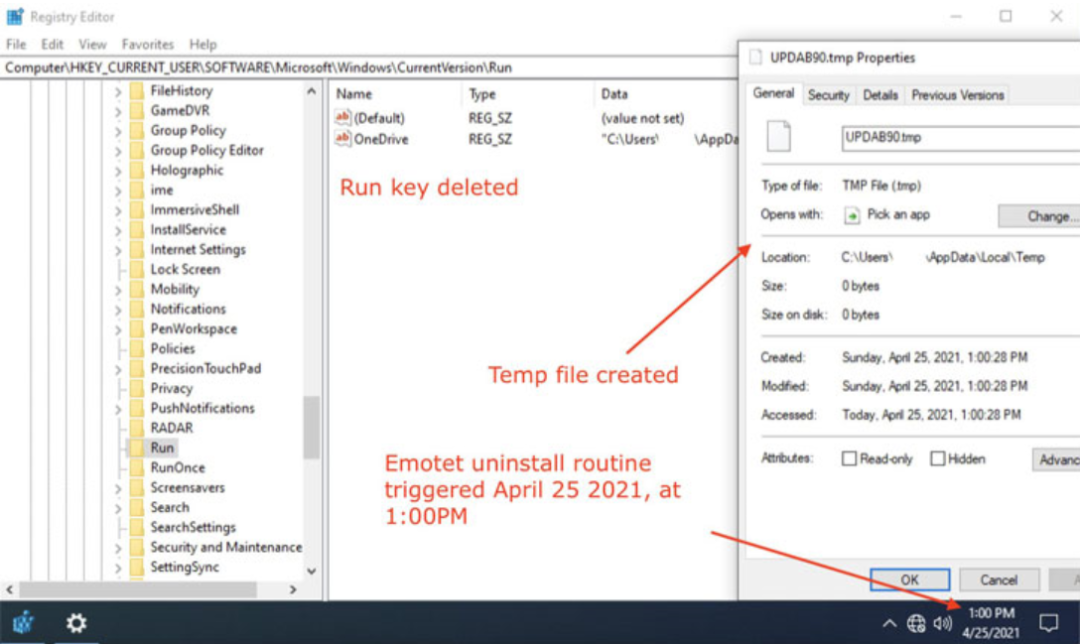 Registry Editor
File Edit View Favorites Help
Computer\HKEY_CURRENT_USER\SOFTWARE\Microsoft\Windows\CurrentVersion\Run
FileHistory
GameDVR
Group Policy
Group Policy Editor
Holographic
ime
ImmersiveShell
InstallService
Internet Settings
Lock Screen
Mobility
Notifications
PenWorkspace
Policies
PrecisionTouchPad
Privacy
PushNotifications
RADAR
Run
RunOnce
Screensavers
Search
SearchSettings
Security and Maintenance
SettingSync
Name Type Data
ab (Default) REG_SZ (value not set)
ab OneDrive REG_SZ "C:\Users\ \AppDa
Run key deleted
Temp file created
Emotet uninstall routine
triggered April 25 2021, at
1:00PM
UPDAB90.tmp Properties
General Security Details Previous Versions
UPDAB90.tmp
Type of file: TMP File (.tmp)
Opens with: Pick an app Change...
Location: C:\Users\ \AppData\Local\Temp
Size: 0 bytes
Size on disk: 0 bytes
Created: Sunday, April 25, 2021, 1:00:28 PM
Modified: Sunday, April 25, 2021, 1:00:28 PM
Accessed: Today, April 25, 2021, 1:00:28 PM
Attributes: Read-only Hidden Advanc
OK Cancel A
1:00 PM
4/25/2021